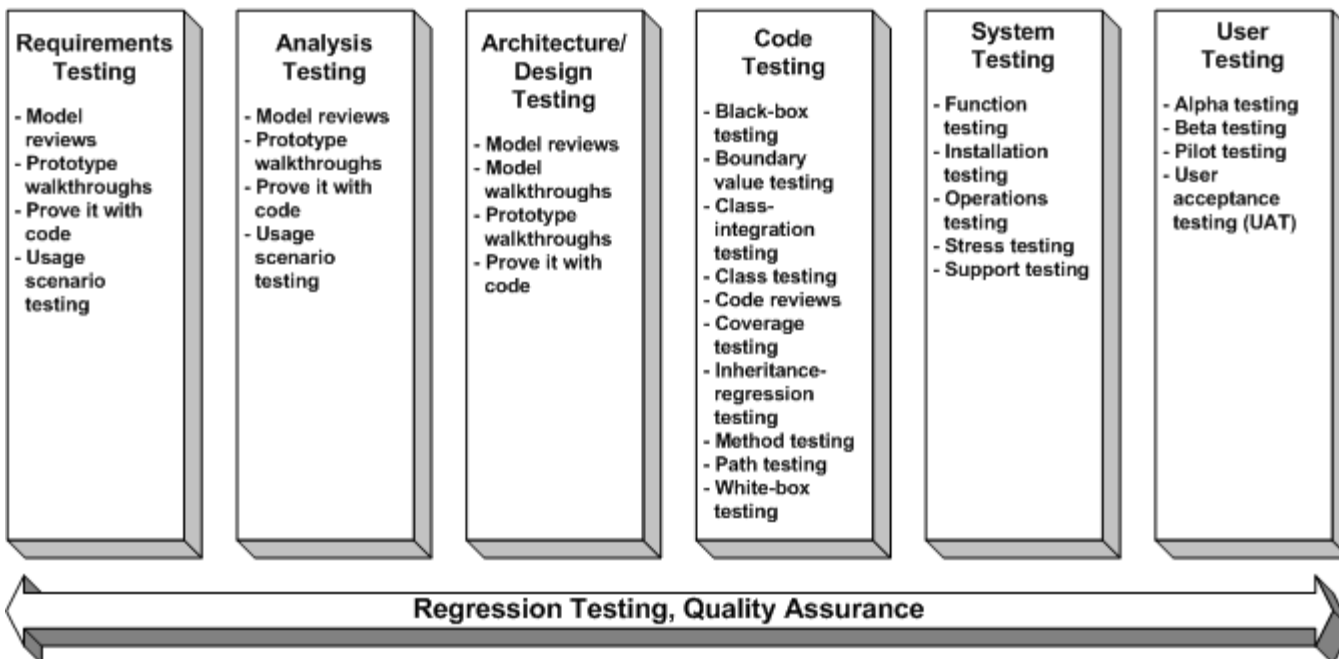 Requirements
Testing
- Model
reviews
- Prototype
walkthroughs
- Prove it with
code
- Usage
scenario
testing
Analysis
Testing
- Model reviews
- Prototype
walkthroughs
- Prove it with
code
- Usage
scenario
testing
Architecture/
Design
Testing
- Model reviews
- Model
walkthroughs
- Prototype
walkthroughs
- Prove it with
code
Code
Testing
- Black-box
testing
- Boundary
value testing
- Class-
integration
testing
- Class testing
- Code reviews
- Coverage
testing
- Inheritance-
regression
testing
- Method testing
- Path testing
- White-box
testing
System
Testing
- Function
testing
- Installation
testing
- Operations
testing
- Stress testing
- Support testing
User
Testing
- Alpha testing
- Beta testing
- Pilot testing
- User
acceptance
testing (UAT)
Regression Testing, Quality Assurance